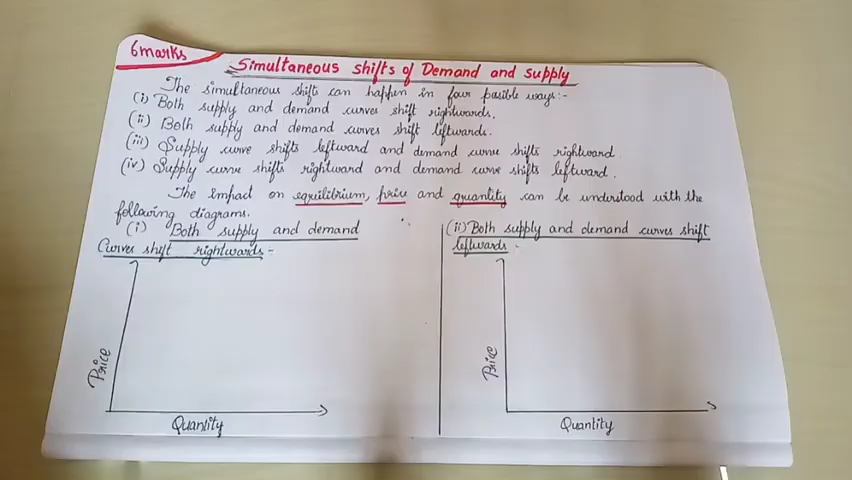 6marks
Simultaneous shifts of Demand and supply
The simultaneous shift can happen in four posible ways:-
(i) Both supply and demand curves shift rightwards.
(ii) Both supply and demand curves shift leftwards.
(iii) Supply curve shifts leftward and demand curve shifts rightward.
(iv) Supply curve shifts rightward and demand curve shifts leftward.
The impact on equilibrium, price and quantity can be understood with the
following diagrams.
(i) Both supply and demand
Curves shift rightwards:-
Price
Quantity
(ii) Both supply and demand curves shift
leftwards:-
Price
Quantity